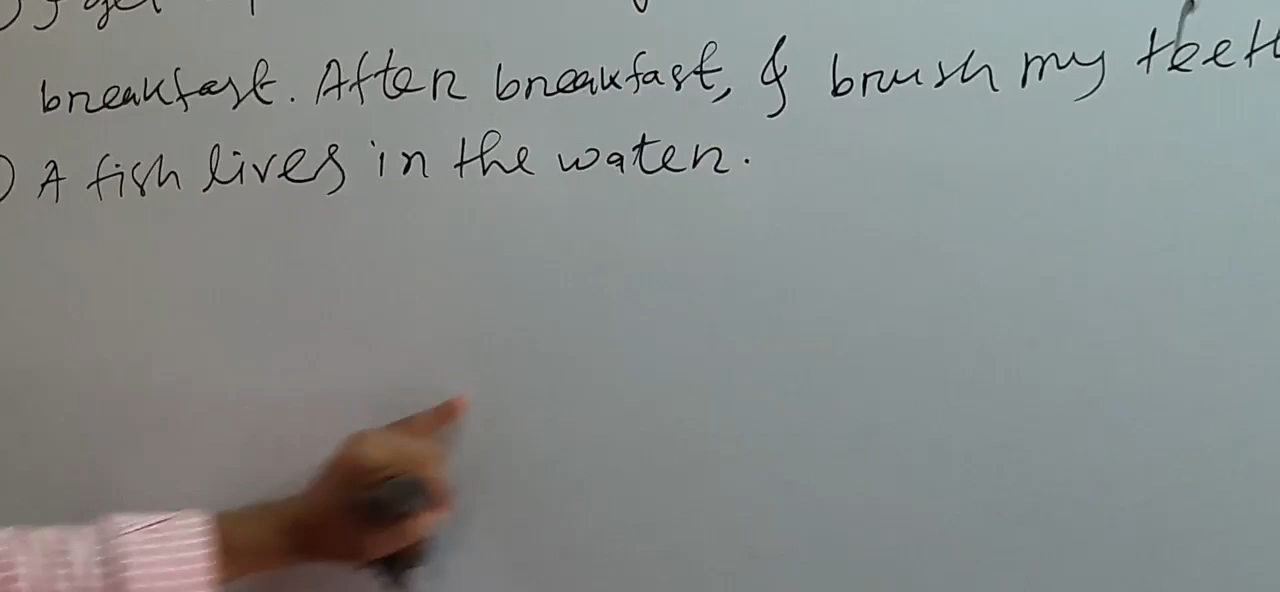 breakfast. After breakfast, I brush my teeth
) A fish lives in the water.